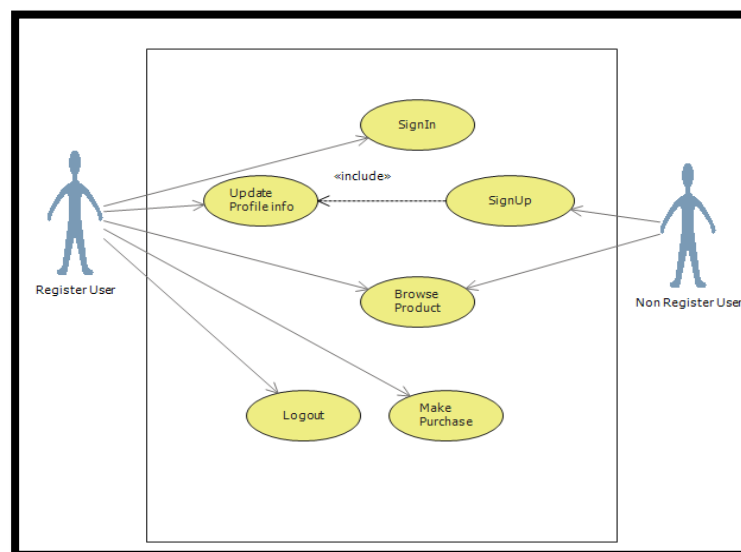 SignIn
«include»
Update
Profile info
SignUp
Register User
Browse
Product
Non Register User
Logout
Make
Purchase